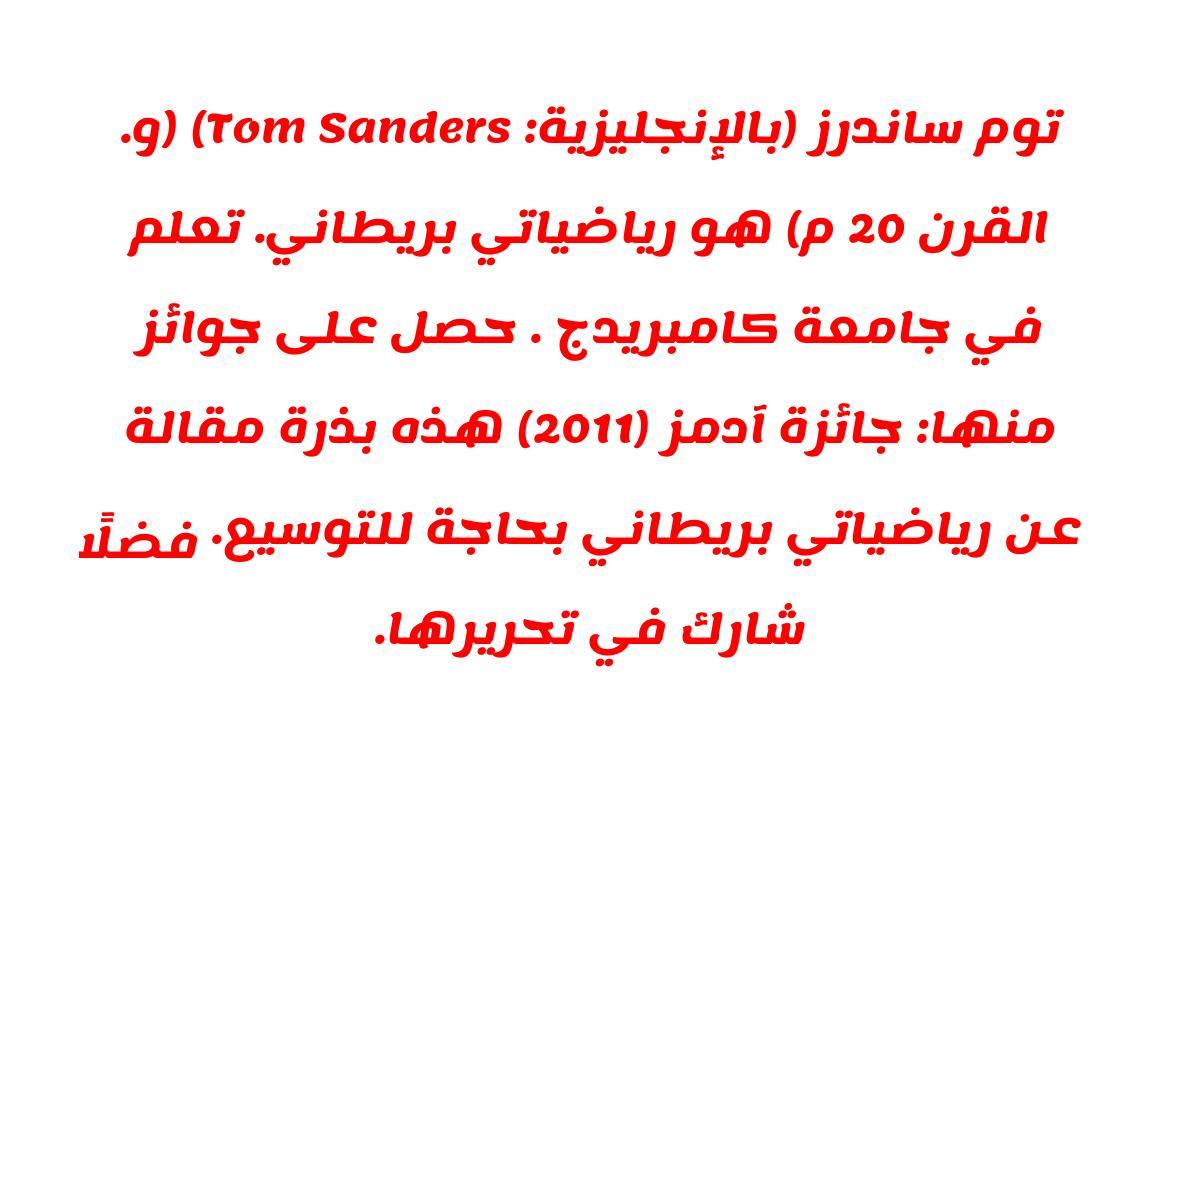 توم ساندرز (بالإنجليزية: Tom Sanders)‏ (و.
القرن 20 م) هو رياضياتي بريطاني. تعلم
في جامعة كامبريدج . حصل على جوائز
منها: جائزة آدمز (2011) هذه بذرة مقالة
عن رياضياتي بريطاني بحاجة للتوسيع. فضلًا
شارك في تحريرها.